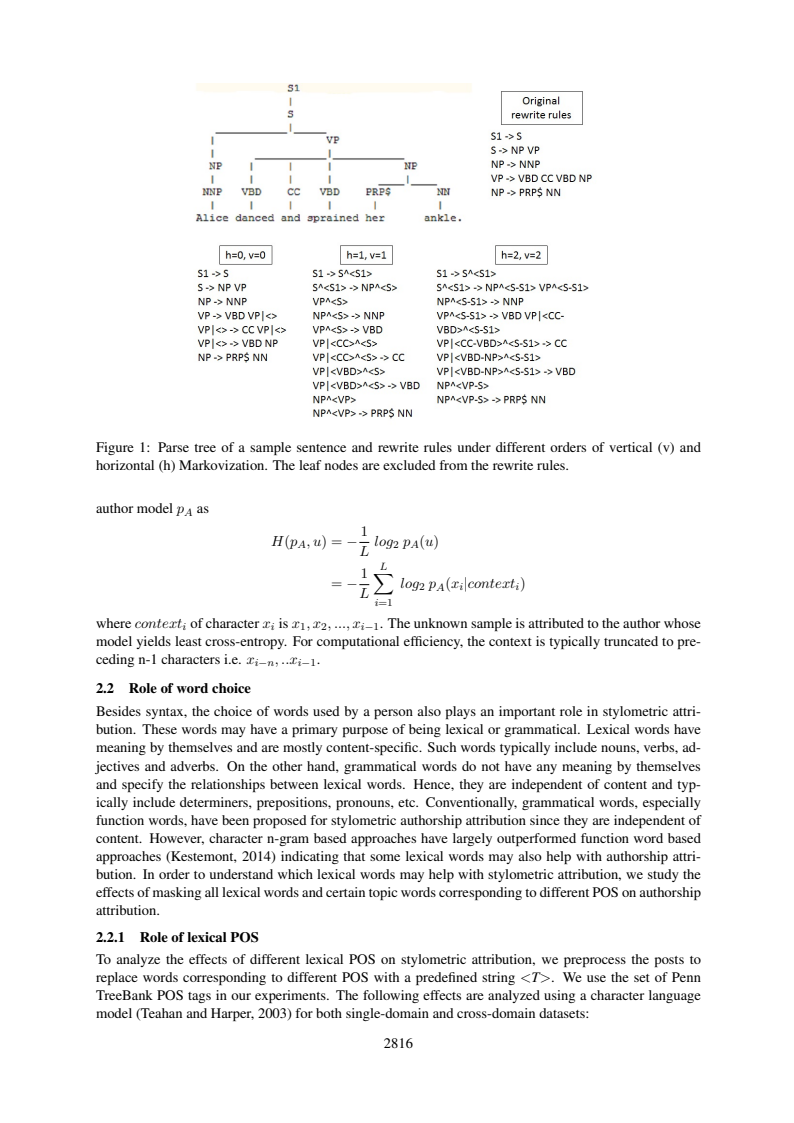 S1
S
VP
NP NP
NNP VBD CC VBD PRP$ NN
Alice danced and sprained her ankle.
Original
rewrite rules
S1 -> S
S -> NP VP
NP -> NNP
VP -> VBD CC VBD NP
NP -> PRP$ NN
h=0, v=0
S1 -> S
S -> NP VP
NP -> NNP
VP -> VBD VP|<>
VP|<> -> CC VP|<>
VP|<> -> VBD NP
NP -> PRP$ NN
h=1, v=1
S1 -> S^<S1>
S^<S1> -> NP^<S>
VP^<S>
NP^<S> -> NNP
VP^<S> -> VBD
VP|<CC>^<S>
VP|<CC>^<S> -> CC
VP|<VBD>^<S>
VP|<VBD>^<S> -> VBD
NP^<VP>
NP^<VP> -> PRP$ NN
h=2, v=2
S1 -> S^<S1>
S^<S1> -> NP^<S-S1> VP^<S-S1>
NP^<S-S1> -> NNP
VP^<S-S1> -> VBD VP|<CC-
VBD>^<S-S1>
VP|<CC-VBD>^<S-S1> -> CC
VP|<VBD-NP>^<S-S1>
VP|<VBD-NP>^<S-S1> -> VBD
NP^<VP-S>
NP^<VP-S> -> PRP$ NN
Figure 1: Parse tree of a sample sentence and rewrite rules under different orders of vertical (v) and
horizontal (h) Markovization. The leaf nodes are excluded from the rewrite rules.
author model p_A as
H(p_A, u) = −1/L log₂ p_A(u)
= −1/L ∑_{i=1}^{L} log₂ p_A(x_i|context_i)
where context_i of character x_i is x_1, x_2, ..., x_{i−1}. The unknown sample is attributed to the author whose
model yields least cross-entropy. For computational efficiency, the context is typically truncated to pre-
ceding n-1 characters i.e. x_{i−n}, ..x_{i−1}.
2.2 Role of word choice
Besides syntax, the choice of words used by a person also plays an important role in stylometric attri-
bution. These words may have a primary purpose of being lexical or grammatical. Lexical words have
meaning by themselves and are mostly content-specific. Such words typically include nouns, verbs, ad-
jectives and adverbs. On the other hand, grammatical words do not have any meaning by themselves
and specify the relationships between lexical words. Hence, they are independent of content and typ-
ically include determiners, prepositions, pronouns, etc. Conventionally, grammatical words, especially
function words, have been proposed for stylometric authorship attribution since they are independent of
content. However, character n-gram based approaches have largely outperformed function word based
approaches (Kestemont, 2014) indicating that some lexical words may also help with authorship attri-
bution. In order to understand which lexical words may help with stylometric attribution, we study the
effects of masking all lexical words and certain topic words corresponding to different POS on authorship
attribution.
2.2.1 Role of lexical POS
To analyze the effects of different lexical POS on stylometric attribution, we preprocess the posts to
replace words corresponding to different POS with a predefined string <T>. We use the set of Penn
TreeBank POS tags in our experiments. The following effects are analyzed using a character language
model (Teahan and Harper, 2003) for both single-domain and cross-domain datasets:
2816